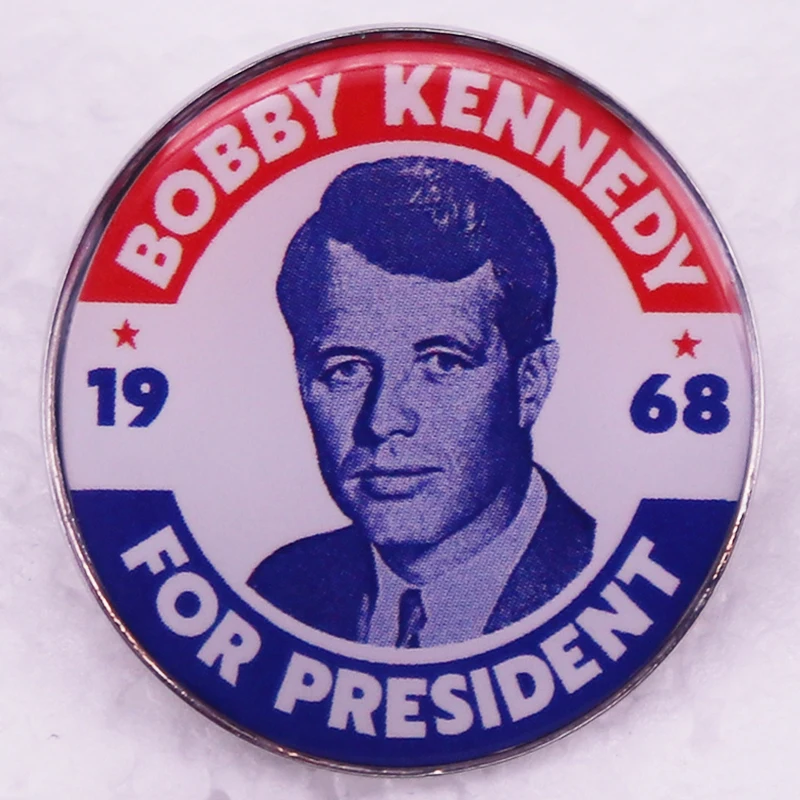 BOBBY KENNEDY
19 68
FOR PRESIDENT